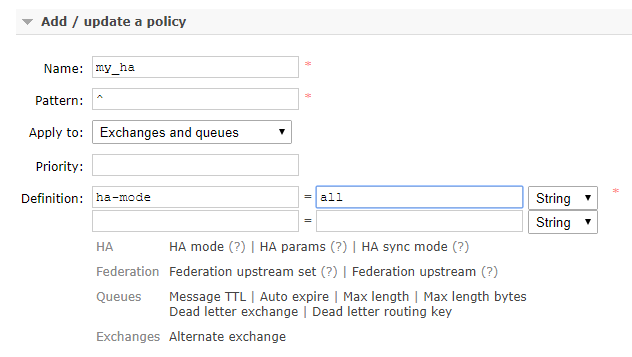 Add / update a policy
Name: my_ha *
Pattern: ^ *
Apply to: Exchanges and queues
Priority:
Definition: ha-mode = all String *
= String
HA HA mode (?) | HA params (?) | HA sync mode (?)
Federation Federation upstream set (?) | Federation upstream (?)
Queues Message TTL | Auto expire | Max length | Max length bytes
Dead letter exchange | Dead letter routing key
Exchanges Alternate exchange